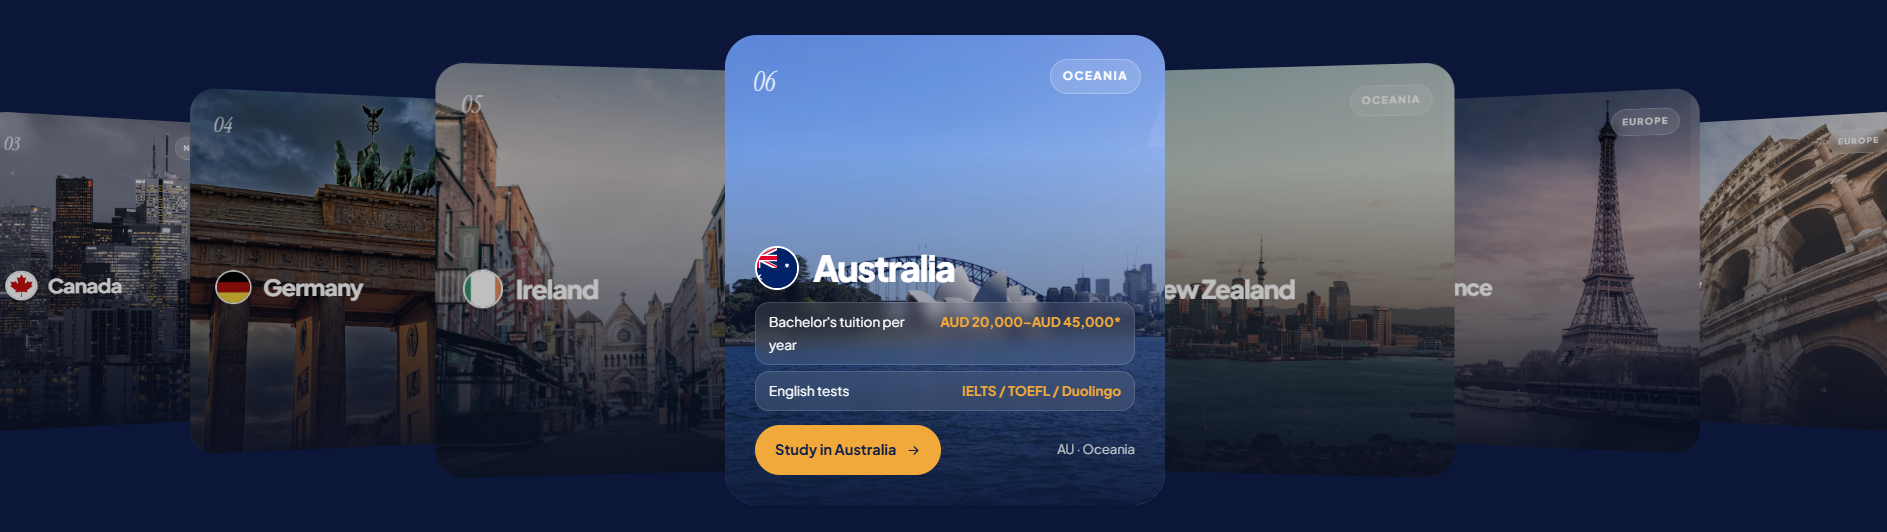 03
N
Canada
04
Germany
05
Ireland
06
OCEANIA
Australia
Bachelor's tuition per
year
AUD 20,000–AUD 45,000*
English tests
IELTS / TOEFL / Duolingo
Study in Australia →
AU · Oceania
OCEANIA
ew Zealand
EUROPE
nce
EUROPE